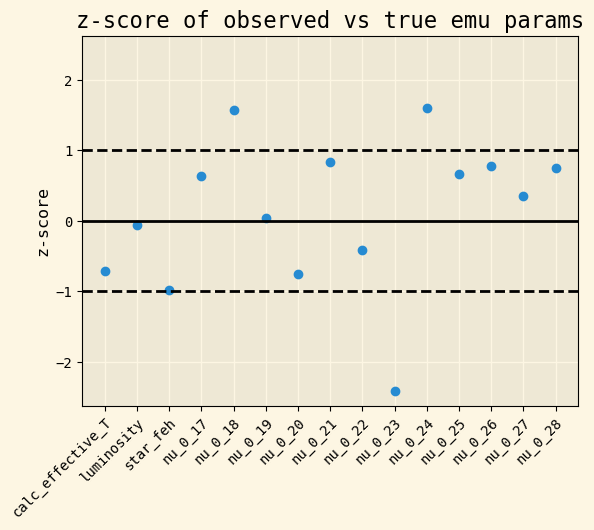 z-score of observed vs true emu params
z-score
2
1
0
−1
−2
calc_effective_T
luminosity
star_feh
nu_0_17
nu_0_18
nu_0_19
nu_0_20
nu_0_21
nu_0_22
nu_0_23
nu_0_24
nu_0_25
nu_0_26
nu_0_27
nu_0_28